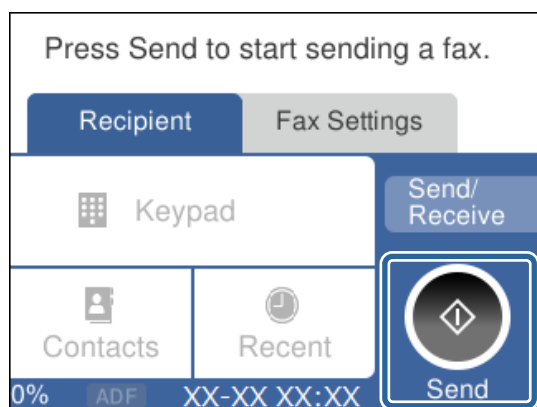 Press Send to start sending a fax.
Recipient
Fax Settings
Keypad
Send/
Receive
Contacts
Recent
Send
0%
ADF
XX-XX XX:XX